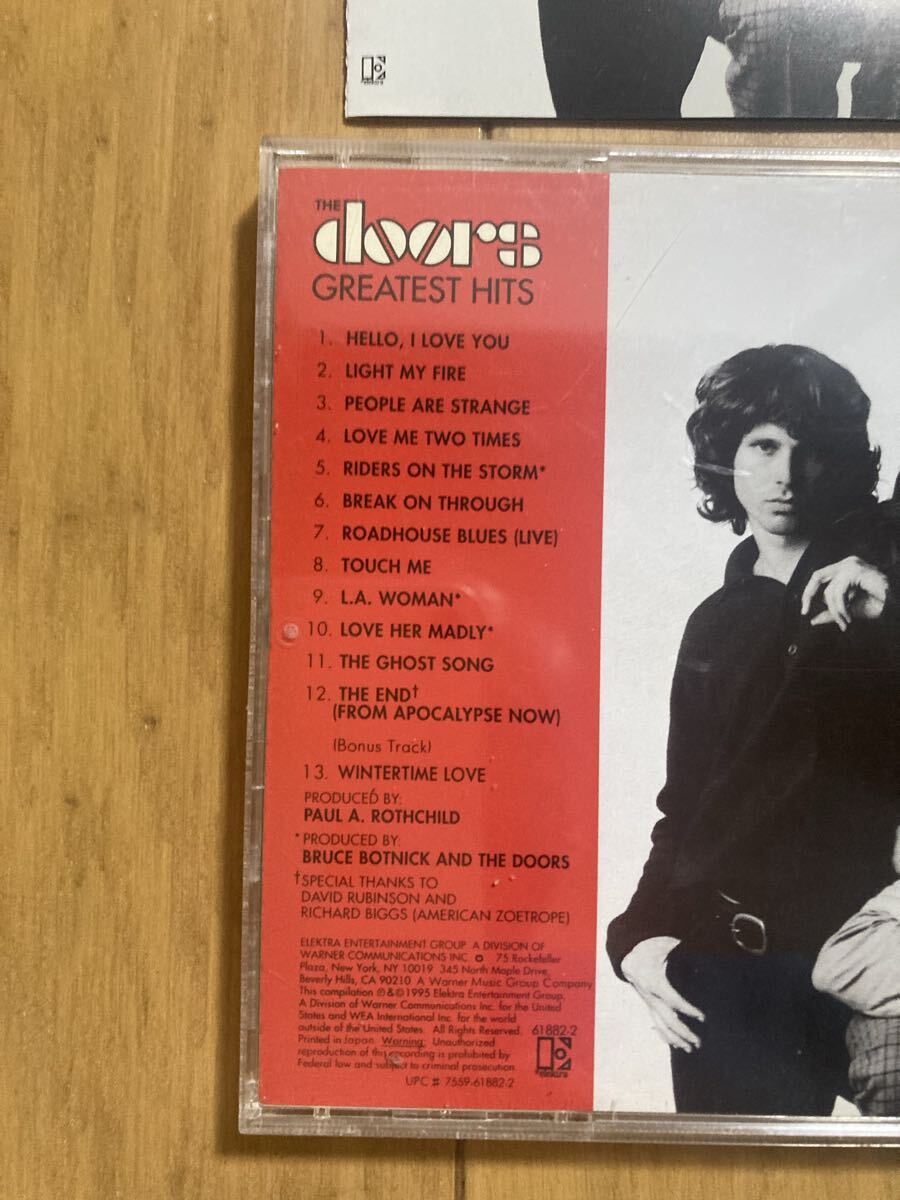 elektra
THE
doors
GREATEST HITS
1. HELLO, I LOVE YOU
2. LIGHT MY FIRE
3. PEOPLE ARE STRANGE
4. LOVE ME TWO TIMES
5. RIDERS ON THE STORM*
6. BREAK ON THROUGH
7. ROADHOUSE BLUES (LIVE)
8. TOUCH ME
9. L.A. WOMAN*
10. LOVE HER MADLY*
11. THE GHOST SONG
12. THE END†
(FROM APOCALYPSE NOW)
(Bonus Track)
13. WINTERTIME LOVE
PRODUCED BY:
PAUL A. ROTHCHILD
*PRODUCED BY:
BRUCE BOTNICK AND THE DOORS
†SPECIAL THANKS TO
DAVID RUBINSON AND
RICHARD BIGGS (AMERICAN ZOETROPE)
ELEKTRA ENTERTAINMENT GROUP A DIVISION OF
WARNER COMMUNICATIONS INC. 75 Rockefeller
Plaza, New York, NY 10019 345 North Maple Drive,
Beverly Hills, CA 90210 A Warner Music Group Company
This compilation ℗&©1995 Elektra Entertainment Group,
A Division of Warner Communications Inc. for the United
States and WEA International Inc. for the world
outside of the United States. All Rights Reserved. 61882-2
Printed in Japan. Warning: Unauthorized
reproduction of this recording is prohibited by
Federal law and subject to criminal prosecution.
elektra
UPC # 7559-61882-2